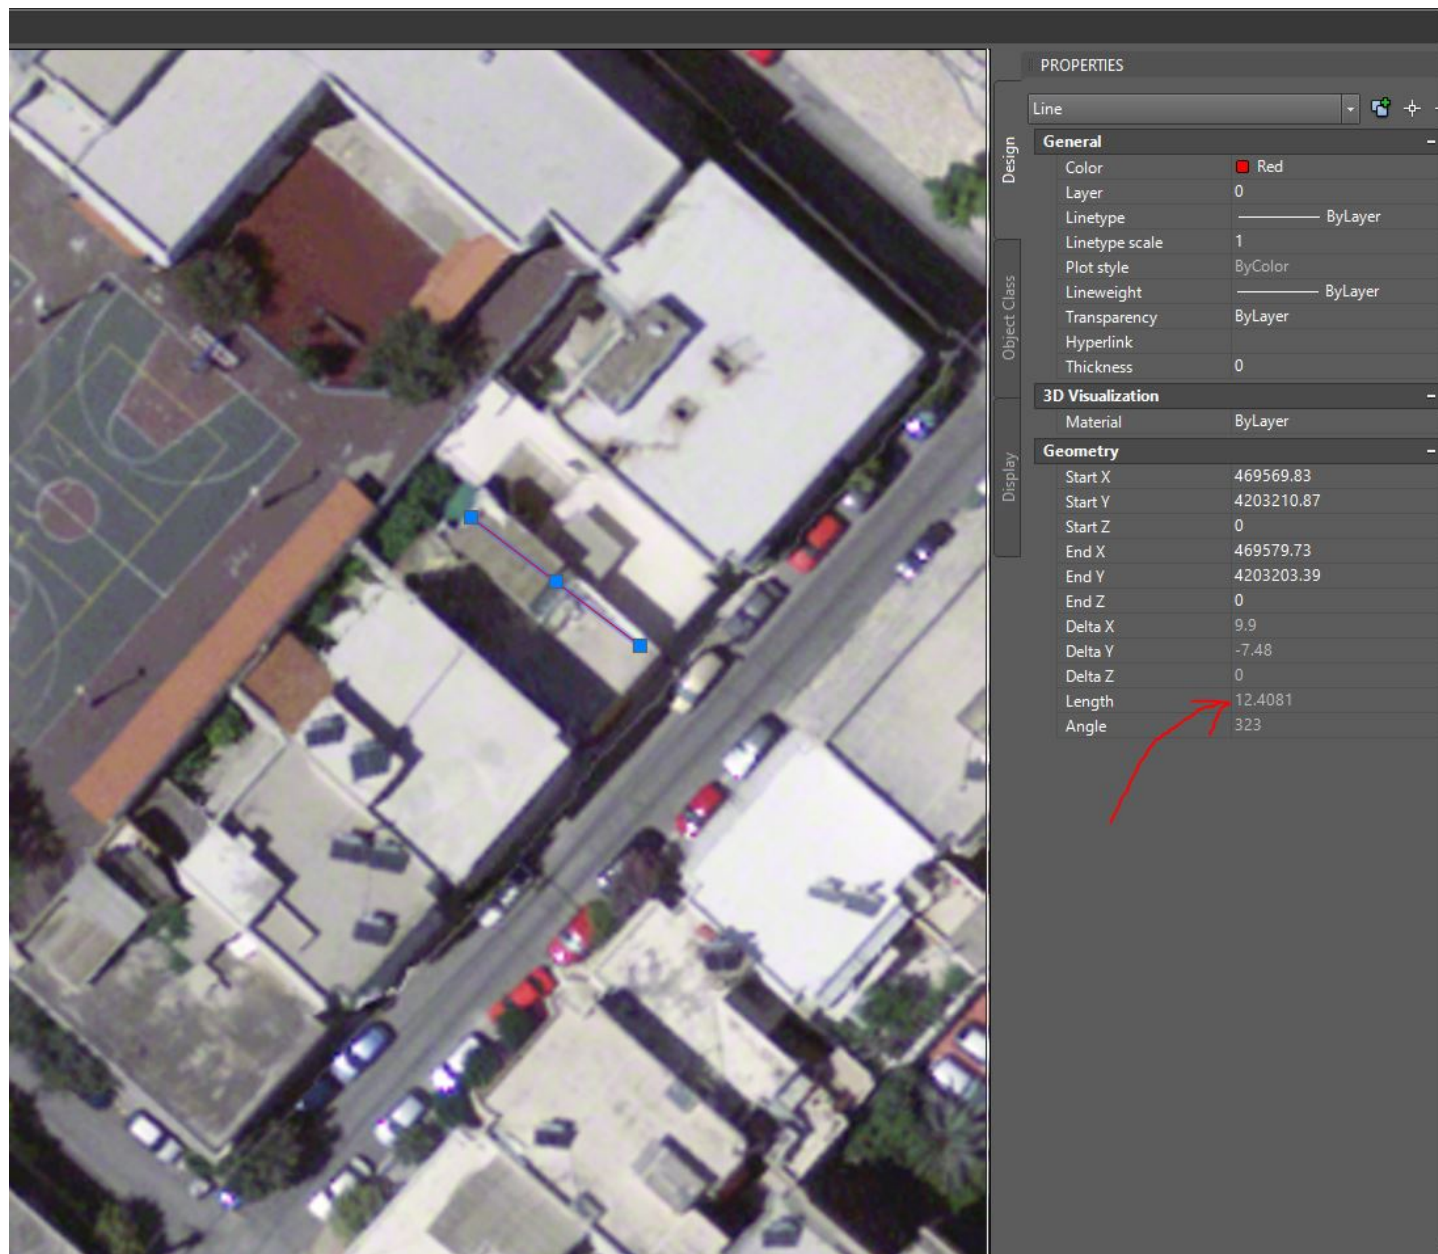 PROPERTIES
Line
Design
Object Class
Display
General
Color Red
Layer 0
Linetype ByLayer
Linetype scale 1
Plot style ByColor
Lineweight ByLayer
Transparency ByLayer
Hyperlink
Thickness 0
3D Visualization
Material ByLayer
Geometry
Start X 469569.83
Start Y 4203210.87
Start Z 0
End X 469579.73
End Y 4203203.39
End Z 0
Delta X 9.9
Delta Y -7.48
Delta Z 0
Length 12.4081
Angle 323